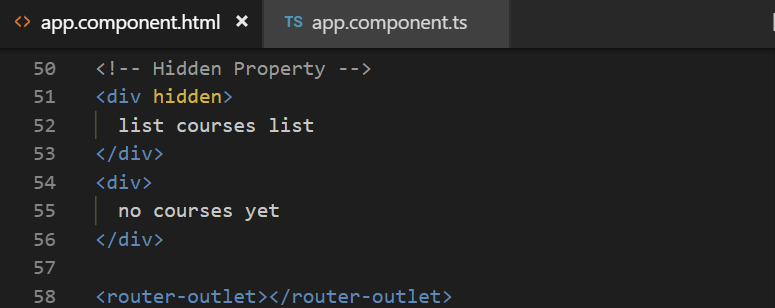 <> app.component.html × TS app.component.ts
50 <!-- Hidden Property -->
51 <div hidden>
52 list courses list
53 </div>
54 <div>
55 no courses yet
56 </div>
57
58 <router-outlet></router-outlet>